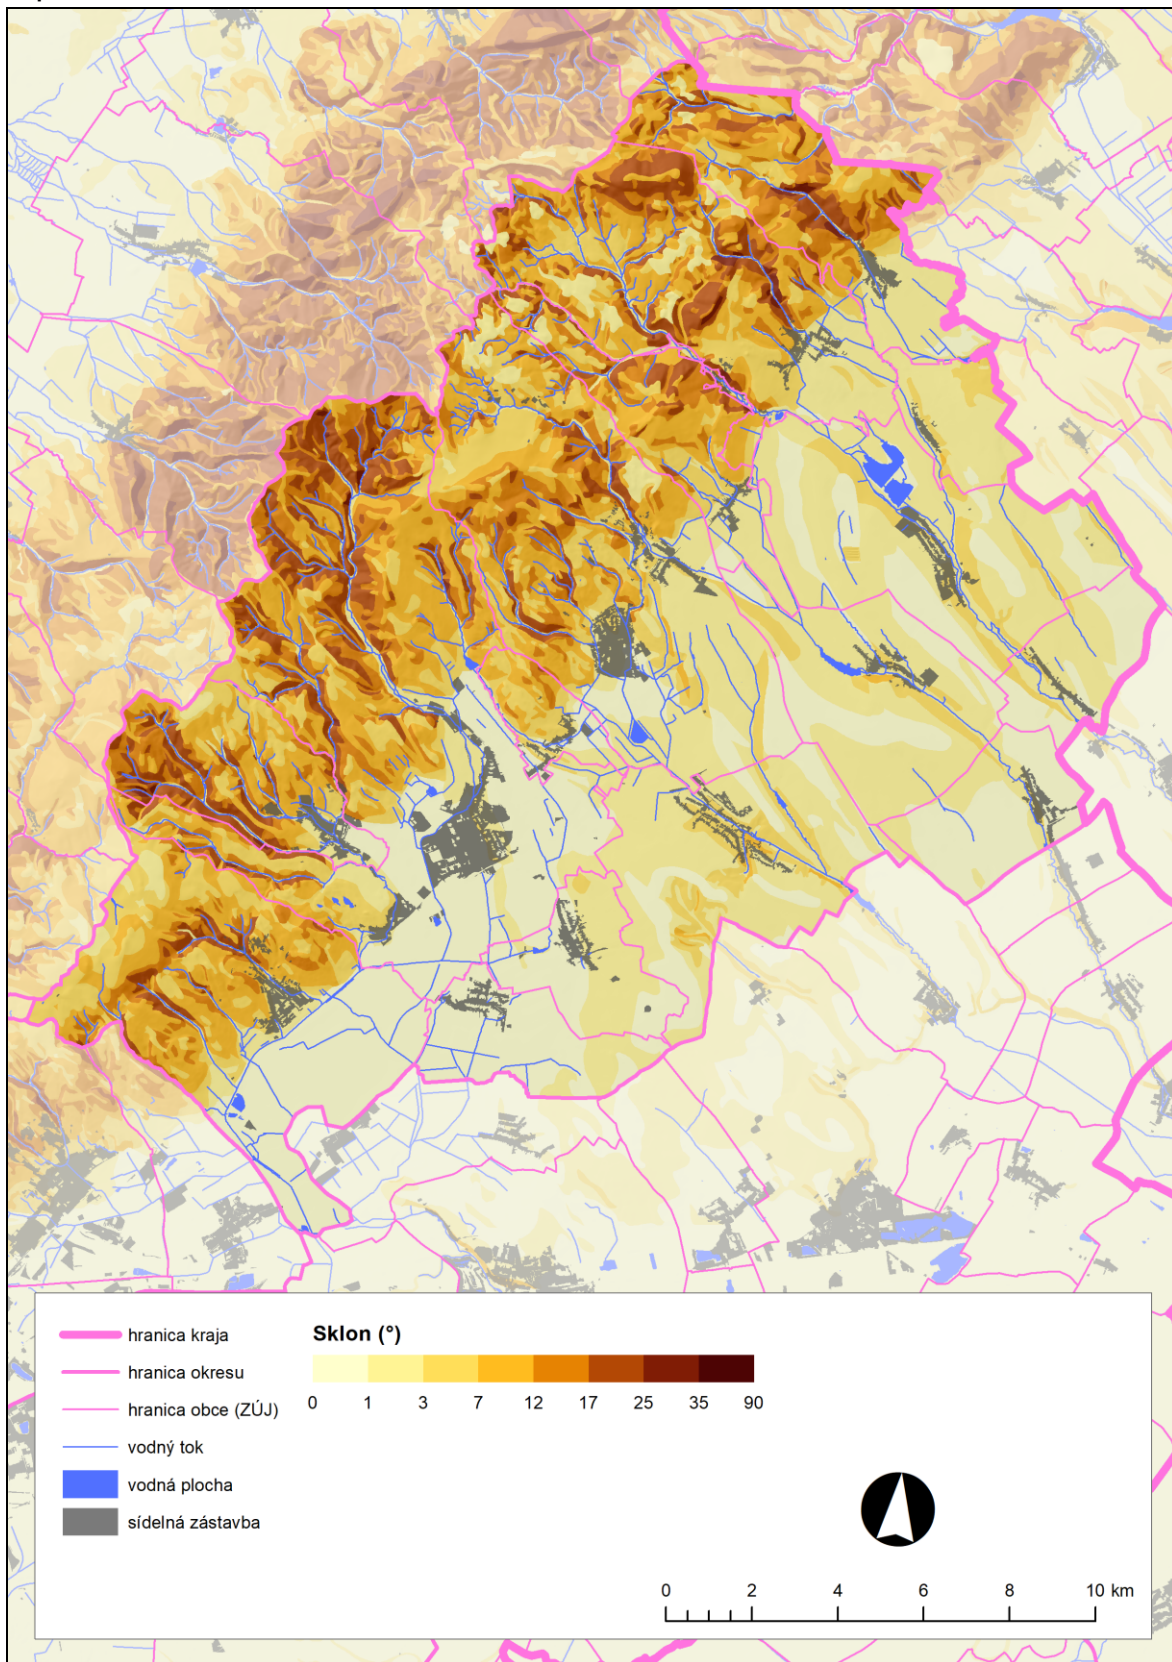 hranica kraja
hranica okresu
hranica obce (ZÚJ)
vodný tok
vodná plocha
sídelná zástavba
Sklon (°)
0 1 3 7 12 17 25 35 90
0 2 4 6 8 10 km